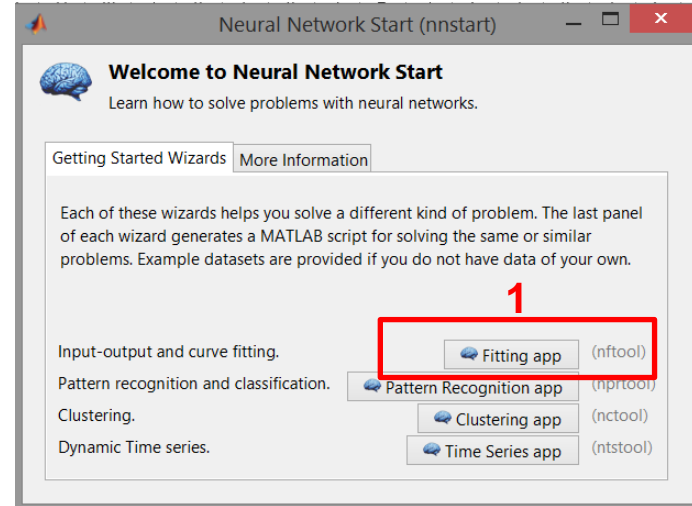 Neural Network Start (nnstart)
Welcome to Neural Network Start
Learn how to solve problems with neural networks.
Getting Started Wizards More Information
Each of these wizards helps you solve a different kind of problem. The last panel
of each wizard generates a MATLAB script for solving the same or similar
problems. Example datasets are provided if you do not have data of your own.
1
Input-output and curve fitting. Fitting app (nftool)
Pattern recognition and classification. Pattern Recognition app (nprtool)
Clustering. Clustering app (nctool)
Dynamic Time series. Time Series app (ntstool)